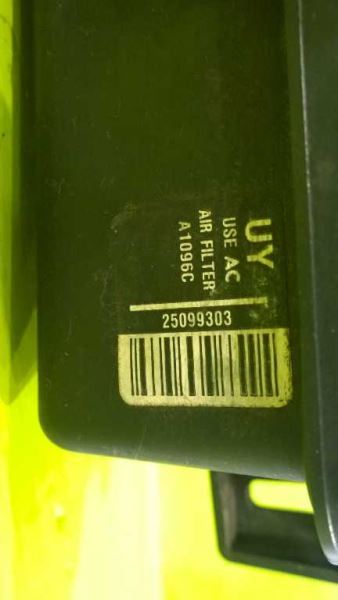 UY
USE AC
AIR FILTER
A1096C
25099303